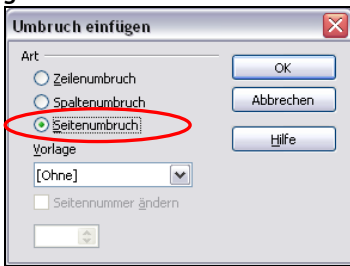 Umbruch einfügen
Art
Zeilenumbruch
Spaltenumbruch
Seitenumbruch
Vorlage
[Ohne]
Seitennummer ändern
OK
Abbrechen
Hilfe